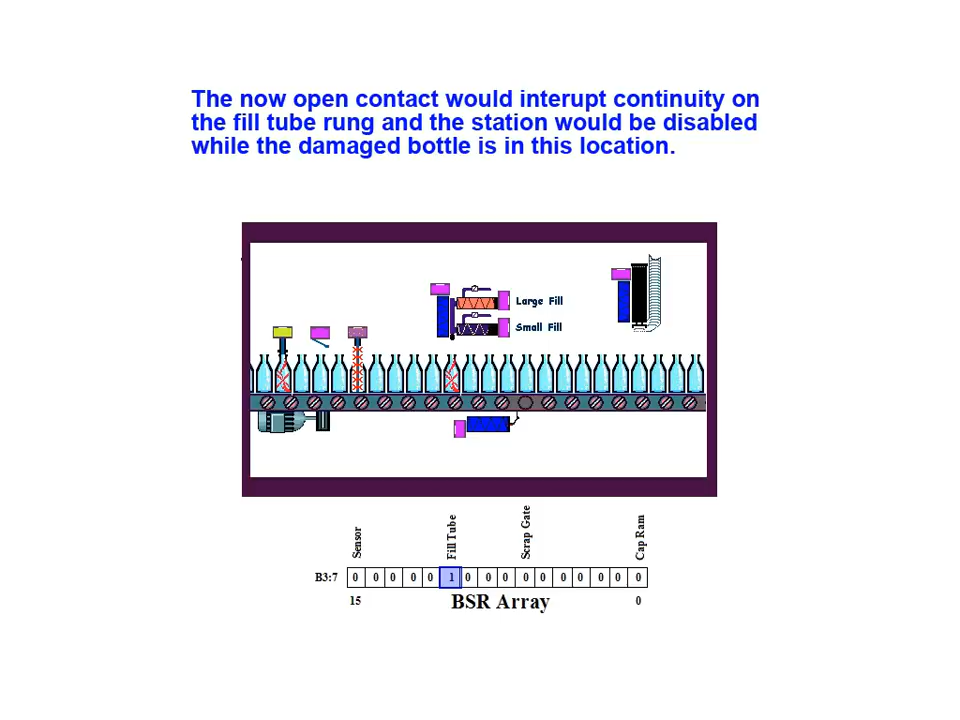 The now open contact would interupt continuity on
the fill tube rung and the station would be disabled
while the damaged bottle is in this location.
Large Fill
Small Fill
Sensor
Fill Tube
Scrap Gate
Cap Ram
B3:7 0 0 0 0 0 1 0 0 0 0 0 0 0 0 0 0
15 BSR Array 0